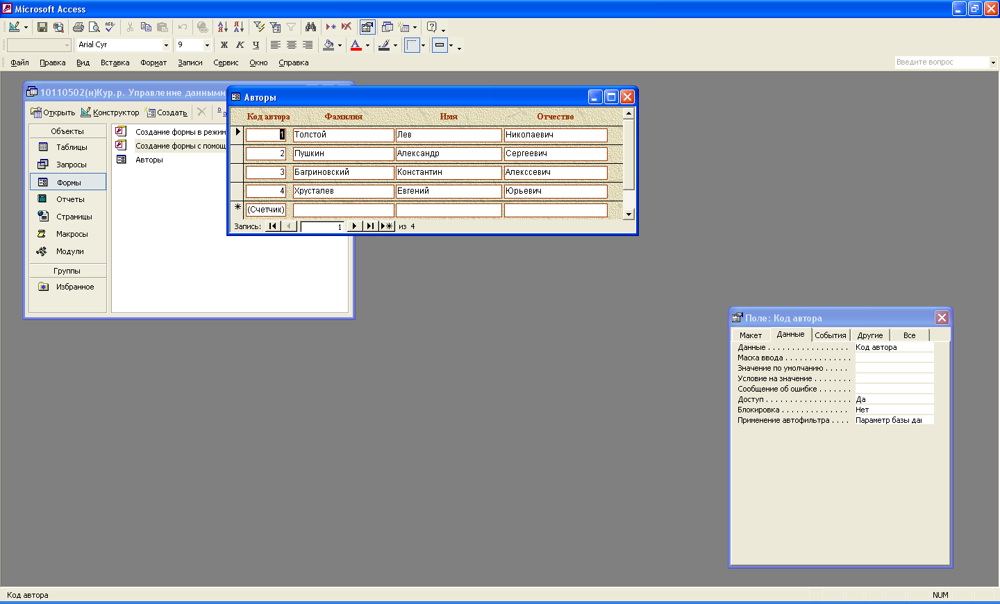 Microsoft Access
Arial Cyr 9 Ж К Ч
Файл Правка Вид Вставка Формат Записи Сервис Окно Справка Введите вопрос
10110502(н)Кур.р. Управление данными
Открыть Конструктор Создать
Объекты
Таблицы
Запросы
Формы
Отчеты
Страницы
Макросы
Модули
Группы
Избранное
Создание формы в режим
Создание формы с помощ
Авторы
Авторы
Код автора Фамилия Имя Отчество
1 Толстой Лев Николаевич
2 Пушкин Александр Сергеевич
3 Багриновский Константин Алекссевич
4 Хрусталев Евгений Юрьевич
(Счетчик)
Запись: 1 из 4
Поле: Код автора
Макет Данные События Другие Все
Данные . . . . . . . . . . . . . . . . . Код автора
Маска ввода . . . . . . . . . . . . . .
Значение по умолчанию . . . . .
Условие на значение . . . . . . . .
Сообщение об ошибке . . . . . . .
Доступ . . . . . . . . . . . . . . . . . . Да
Блокировка . . . . . . . . . . . . . . Нет
Применение автофильтра . . . . Параметр базы дан
Код автора NUM